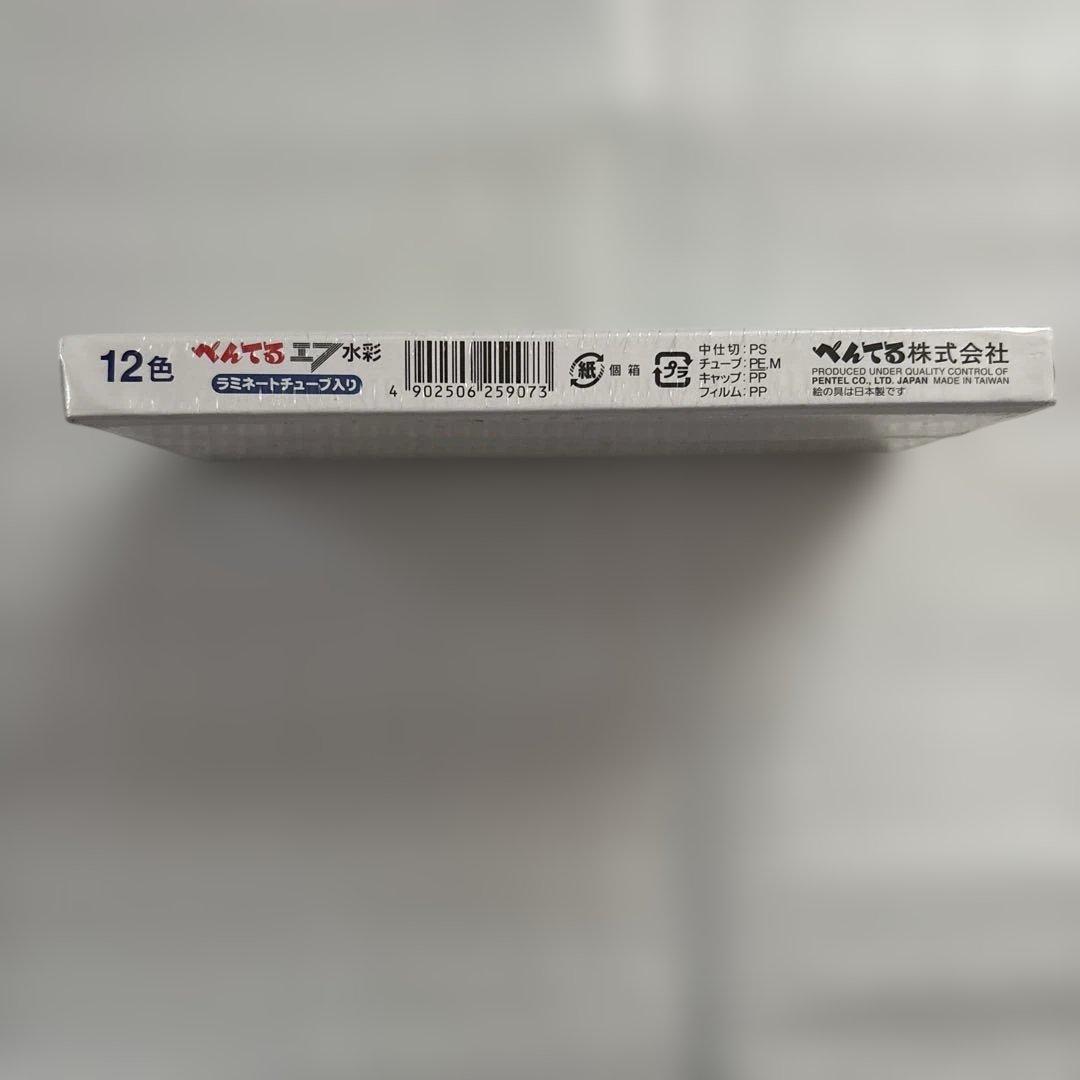 12色
ぺんてる エフ水彩
ラミネートチューブ入り
4 902506 259073
紙 個箱
プラ
中仕切:PS
チューブ:PE,M
キャップ:PP
フィルム:PP
ぺんてる株式会社
PRODUCED UNDER QUALITY CONTROL OF
PENTEL CO., LTD. JAPAN MADE IN TAIWAN
絵の具は日本製です